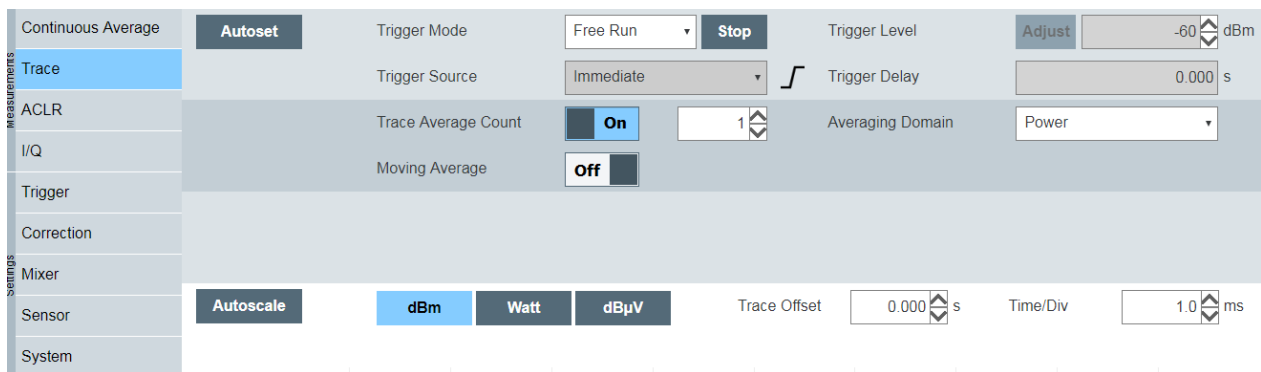 Measurements
Continuous Average
Trace
ACLR
I/Q
Settings
Trigger
Correction
Mixer
Sensor
System
Autoset Trigger Mode Free Run Stop Trigger Level Adjust -60 dBm
Trigger Source Immediate Trigger Delay 0.000 s
Trace Average Count On 1 Averaging Domain Power
Moving Average Off
Autoscale dBm Watt dBµV Trace Offset 0.000 s Time/Div 1.0 ms